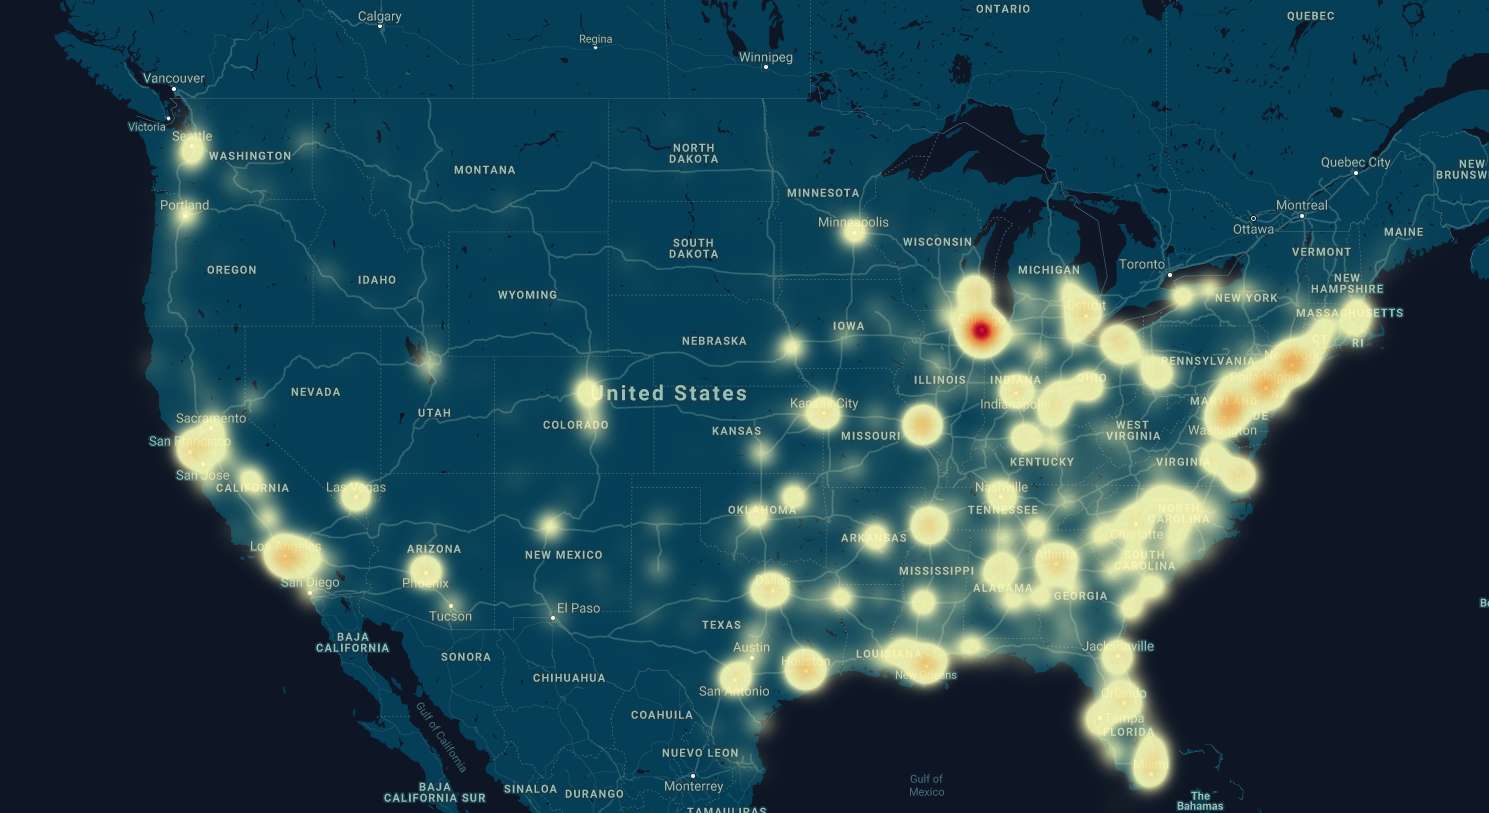 ONTARIO
QUEBEC
Calgary
Regina
Winnipeg
Vancouver
Victoria
Seattle
WASHINGTON
MONTANA
NORTH
DAKOTA
MINNESOTA
Quebec City
NEW
BRUNSW
Portland
Minneapolis
Montreal
Ottawa
MAINE
SOUTH
DAKOTA
WISCONSIN
VERMONT
OREGON
IDAHO
MICHIGAN
Toronto
NEW
HAMPSHIRE
WYOMING
NEW YORK
Detroit
MASSACHUSETTS
IOWA
NEBRASKA
CT
RI
New York
PENNSYLVANIA
NEVADA
United States
ILLINOIS
INDIANA
OHIO
Philadelphia
Indianapolis
Kansas City
MARYLAND
DE
UTAH
Sacramento
COLORADO
KANSAS
MISSOURI
WEST
VIRGINIA
Washington
San Francisco
KENTUCKY
VIRGINIA
San Jose
CALIFORNIA
Las Vegas
Nashville
TENNESSEE
OKLAHOMA
NORTH
CAROLINA
Charlotte
ARKANSAS
Los Angeles
ARIZONA
NEW MEXICO
Atlanta
SOUTH
CAROLINA
MISSISSIPPI
San Diego
Phoenix
Dallas
ALABAMA
GEORGIA
Tucson
El Paso
TEXAS
BAJA
CALIFORNIA
SONORA
Austin
Houston
LOUISIANA
New Orleans
Jacksonville
CHIHUAHUA
San Antonio
Orlando
COAHUILA
Tampa
FLORIDA
Gulf of California
NUEVO LEON
Monterrey
Miami
BAJA
CALIFORNIA SUR
SINALOA
DURANGO
Gulf of
Mexico
The
Bahamas
TAMAULIPAS